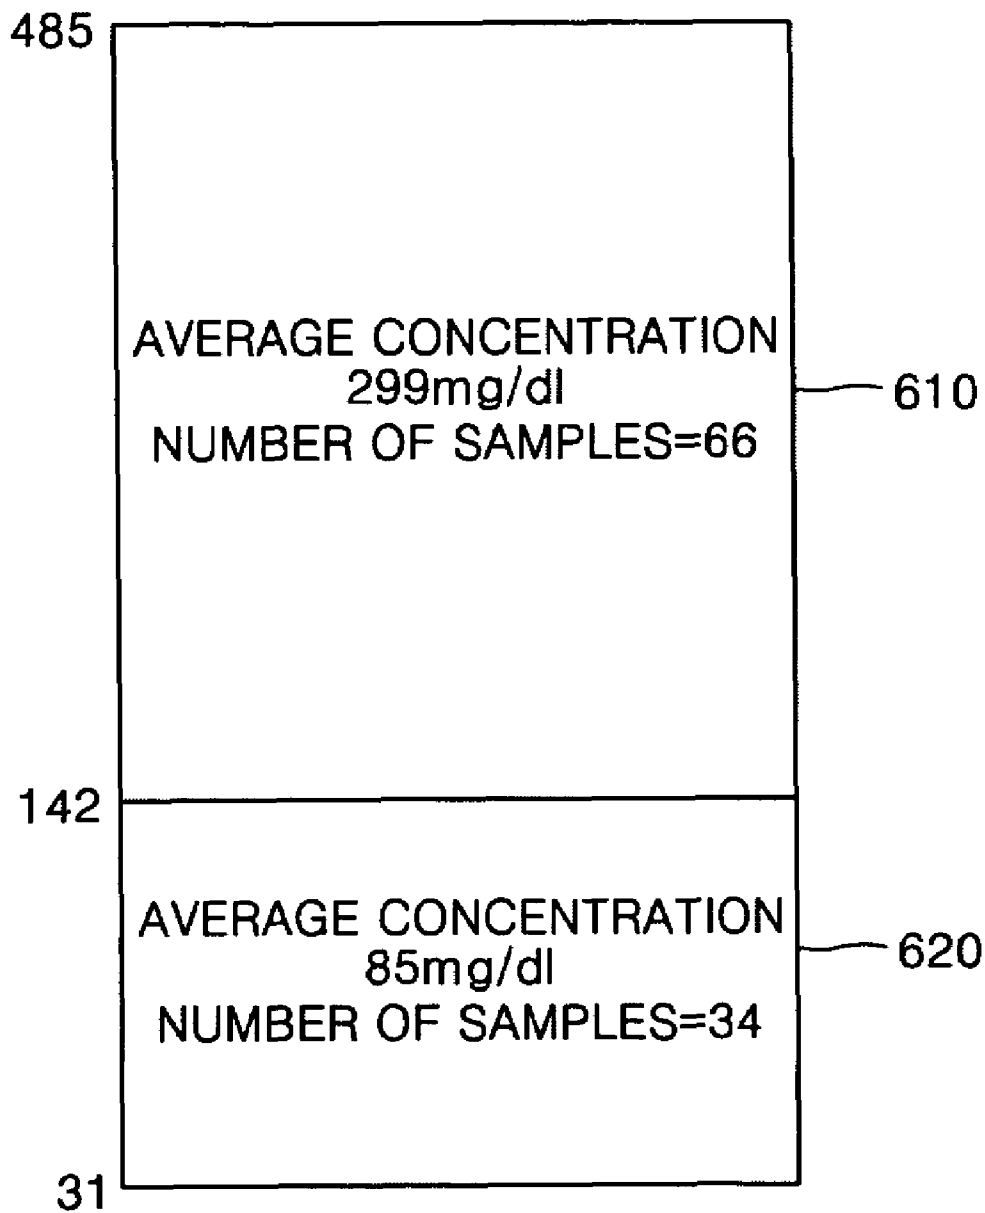 485
AVERAGE CONCENTRATION
299mg/dl
NUMBER OF SAMPLES=66
610
142
AVERAGE CONCENTRATION
85mg/dl
NUMBER OF SAMPLES=34
620
31